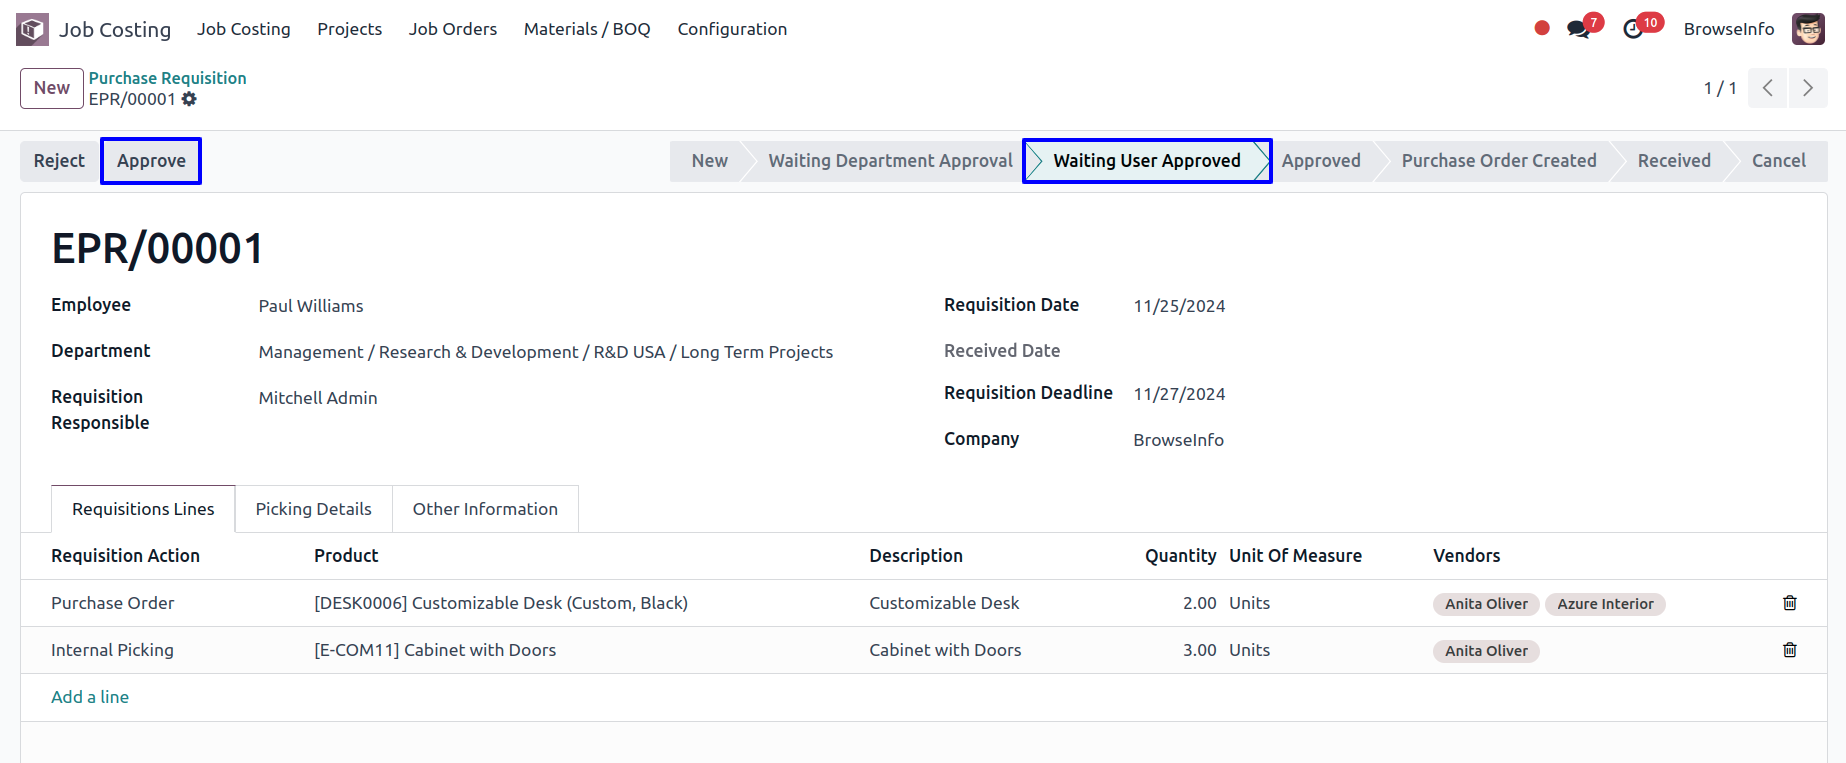 Job Costing Job Costing Projects Job Orders Materials / BOQ Configuration 7 10 BrowseInfo
New Purchase Requisition
EPR/00001 1 / 1
Reject Approve New Waiting Department Approval Waiting User Approved Approved Purchase Order Created Received Cancel
EPR/00001
Employee Paul Williams Requisition Date 11/25/2024
Department Management / Research & Development / R&D USA / Long Term Projects Received Date
Requisition Responsible Mitchell Admin Requisition Deadline 11/27/2024
Company BrowseInfo
Requisitions Lines Picking Details Other Information
Requisition Action Product Description Quantity Unit Of Measure Vendors
Purchase Order [DESK0006] Customizable Desk (Custom, Black) Customizable Desk 2.00 Units Anita Oliver Azure Interior
Internal Picking [E-COM11] Cabinet with Doors Cabinet with Doors 3.00 Units Anita Oliver
Add a line